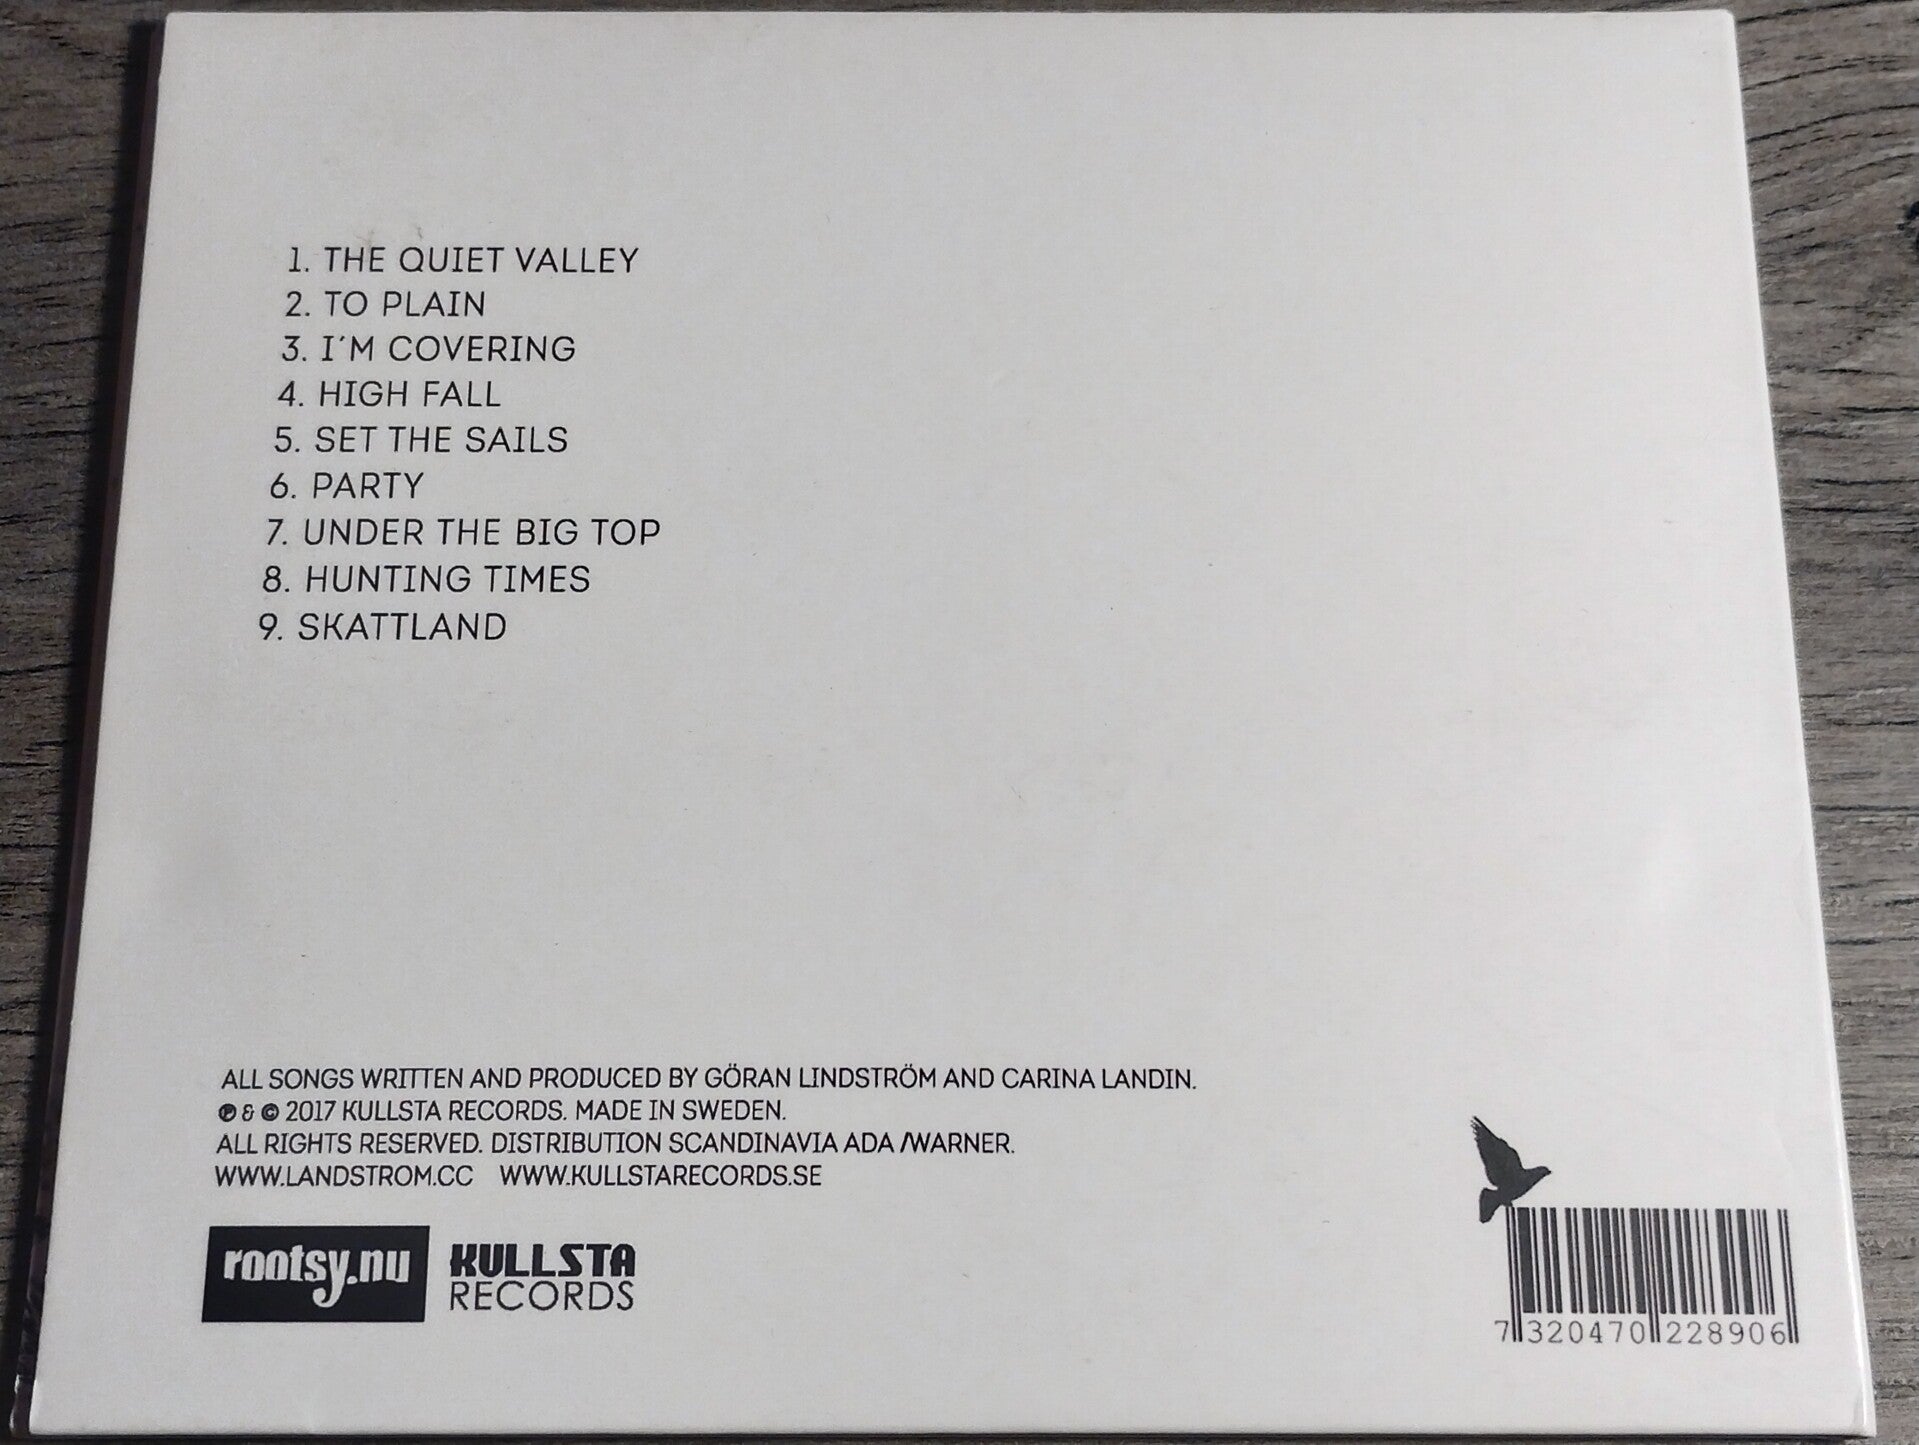 1. THE QUIET VALLEY
2. TO PLAIN
3. I´M COVERING
4. HIGH FALL
5. SET THE SAILS
6. PARTY
7. UNDER THE BIG TOP
8. HUNTING TIMES
9. SKATTLAND
ALL SONGS WRITTEN AND PRODUCED BY GÖRAN LINDSTRÖM AND CARINA LANDIN.
℗ & © 2017 KULLSTA RECORDS. MADE IN SWEDEN.
ALL RIGHTS RESERVED. DISTRIBUTION SCANDINAVIA ADA /WARNER.
WWW.LANDSTROM.CC WWW.KULLSTARECORDS.SE
rootsy.nu
KULLSTA
RECORDS
7 320470 228906